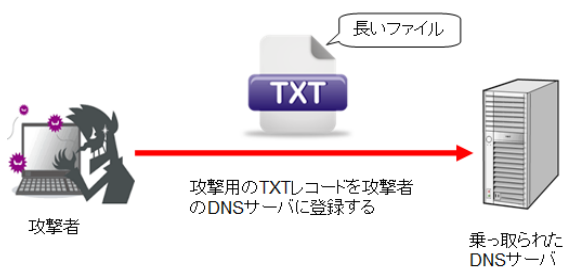 長いファイル
TXT
攻撃用のTXTレコードを攻撃者
のDNSサーバに登録する
攻撃者
乗っ取られた
DNSサーバ